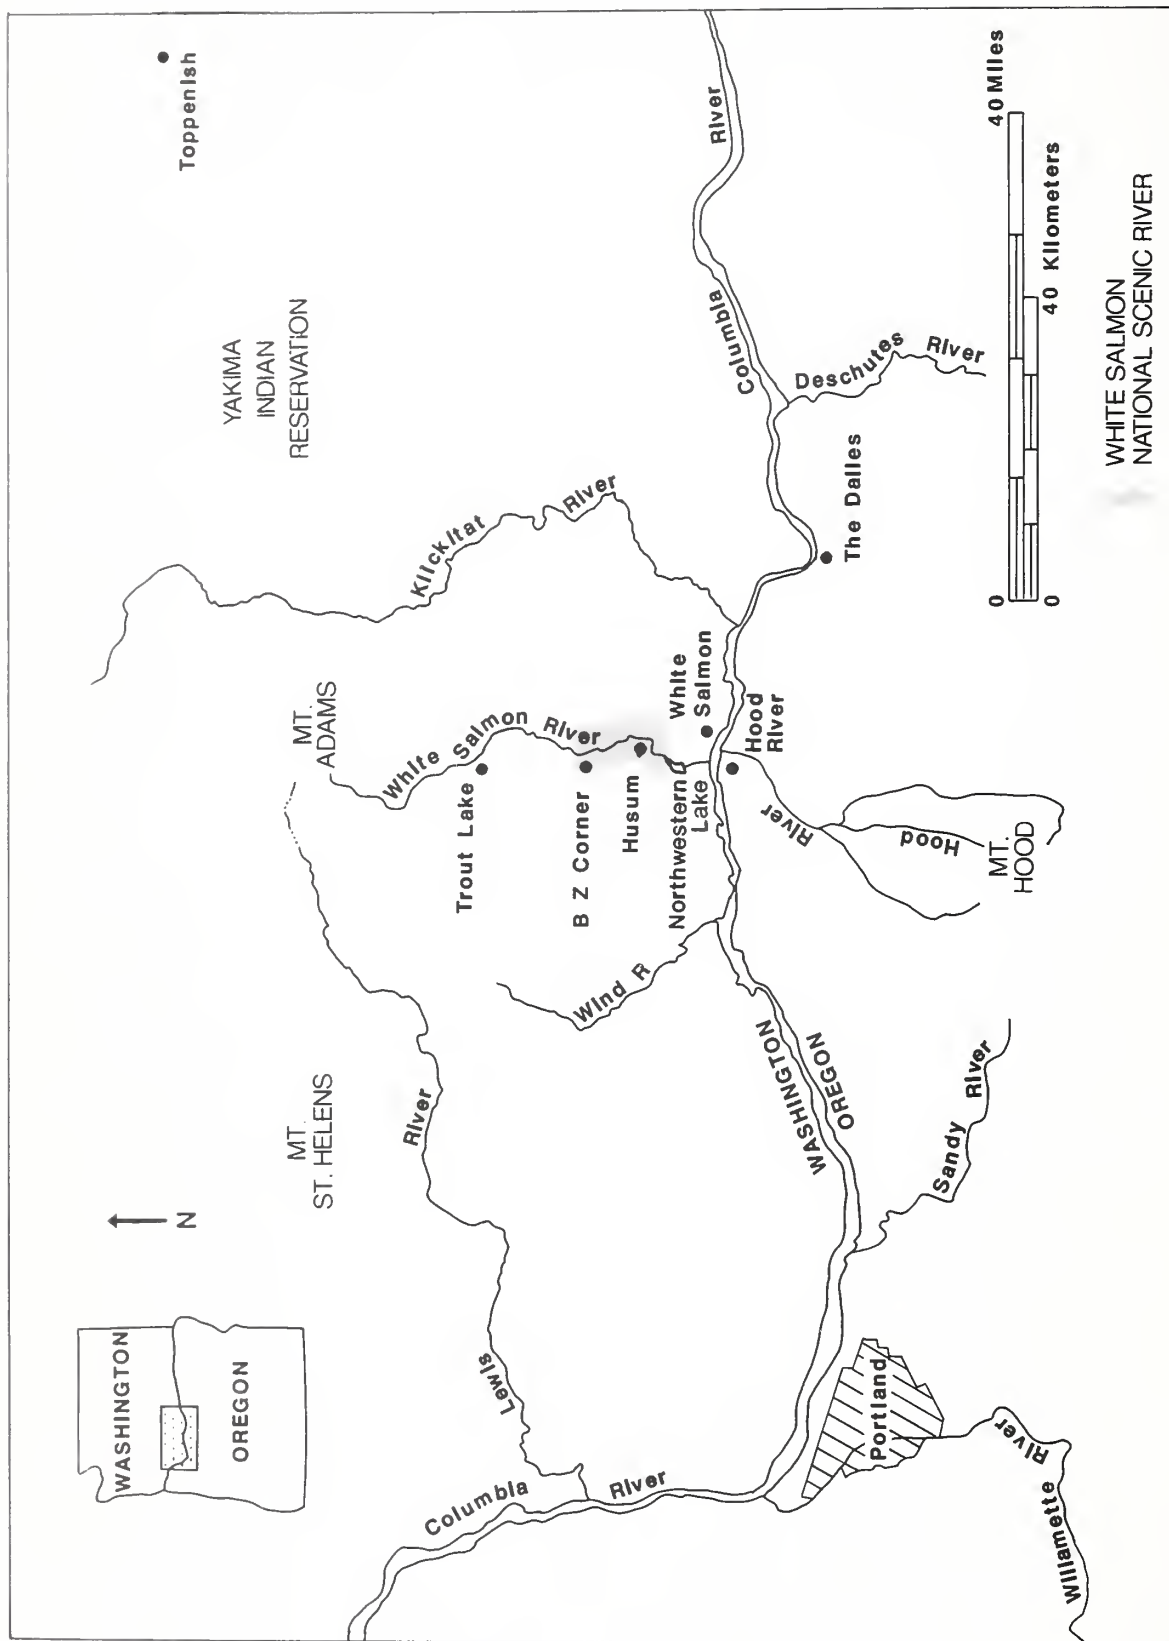 WASHINGTON
OREGON
N
Toppenish
YAKIMA
INDIAN
RESERVATION
MT.
ADAMS
MT.
ST. HELENS
Klickitat
River
White Salmon River
Trout Lake
B Z Corner
Husum
Northwestern
Lake
White
Salmon
Hood
River
River
Lewis
Wind R
Columbia
River
Columbia
River
WASHINGTON
OREGON
The Dalles
Deschutes
River
River
Hood
MT.
HOOD
Sandy
River
Portland
Willamette
River
0
40 Miles
0
40 Kilometers
WHITE SALMON
NATIONAL SCENIC RIVER